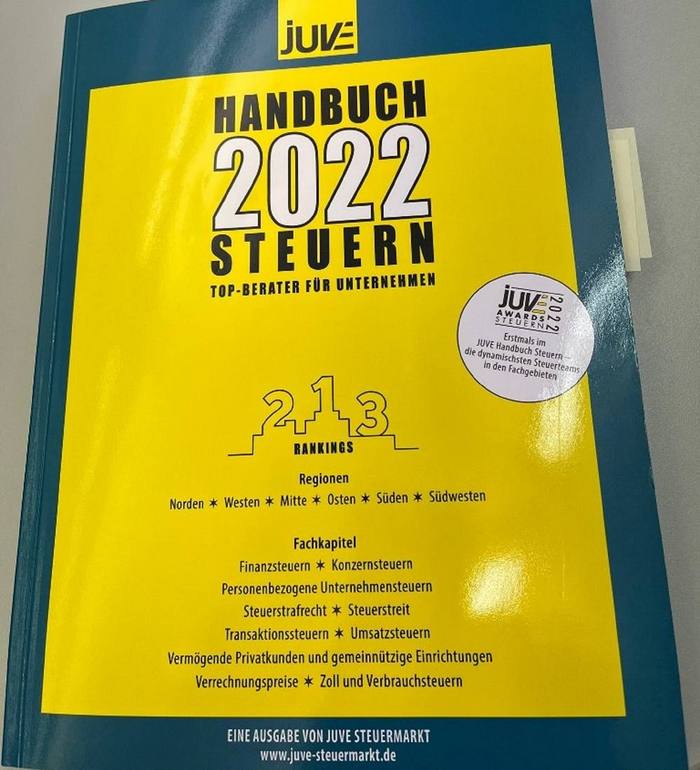 JUVE
HANDBUCH
2022
STEUERN
TOP-BERATER FÜR UNTERNEHMEN
JUVE
AWARDS
STEUERN
2022
Erstmals im
JUVE Handbuch Steuern –
die dynamischsten Steuerteams
in den Fachgebieten
2 1 3
RANKINGS
Regionen
Norden ✶ Westen ✶ Mitte ✶ Osten ✶ Süden ✶ Südwesten
Fachkapitel
Finanzsteuern ✶ Konzernsteuern
Personenbezogene Unternehmensteuern
Steuerstrafrecht ✶ Steuerstreit
Transaktionssteuern ✶ Umsatzsteuern
Vermögende Privatkunden und gemeinnützige Einrichtungen
Verrechnungspreise ✶ Zoll und Verbrauchsteuern
EINE AUSGABE VON JUVE STEUERMARKT
www.juve-steuermarkt.de